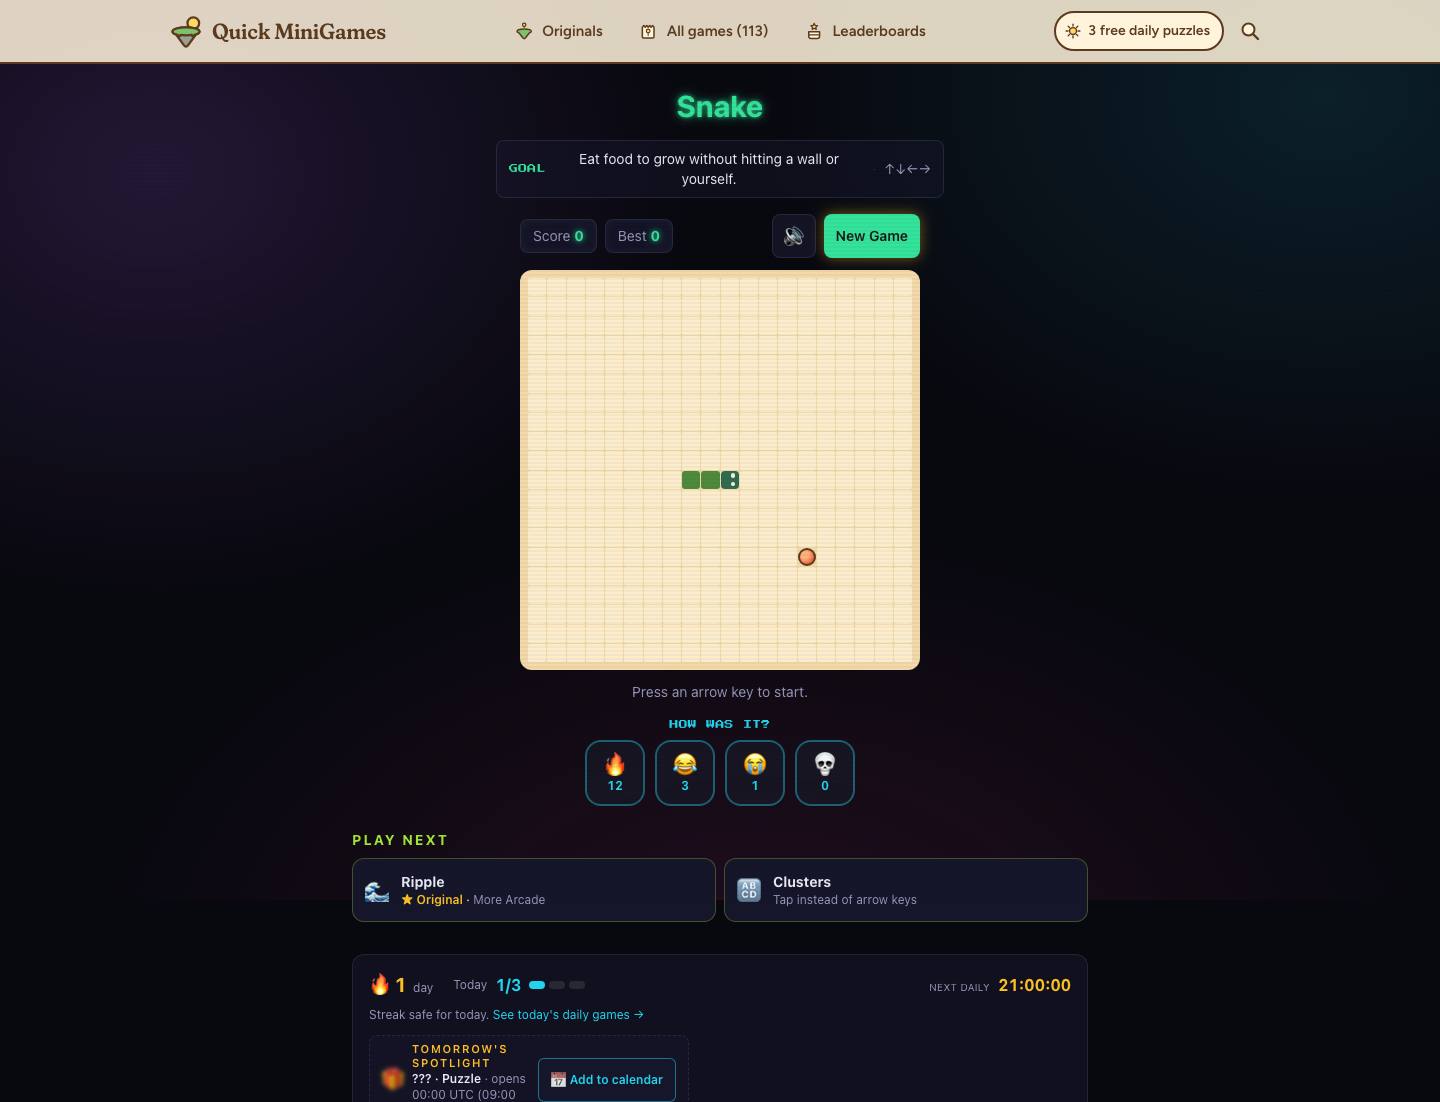 Quick MiniGames
Originals
All games (113)
Leaderboards
3 free daily puzzles
Snake
GOAL
Eat food to grow without hitting a wall or
yourself.
· ↑↓←→
Score 0
Best 0
New Game
Press an arrow key to start.
HOW WAS IT?
12
3
1
0
PLAY NEXT
Ripple
Original · More Arcade
ABCD
Clusters
Tap instead of arrow keys
1 day
Today 1/3
NEXT DAILY 21:00:00
Streak safe for today. See today's daily games →
TOMORROW'S
SPOTLIGHT
??? · Puzzle · opens
00:00 UTC (09:00
Add to calendar